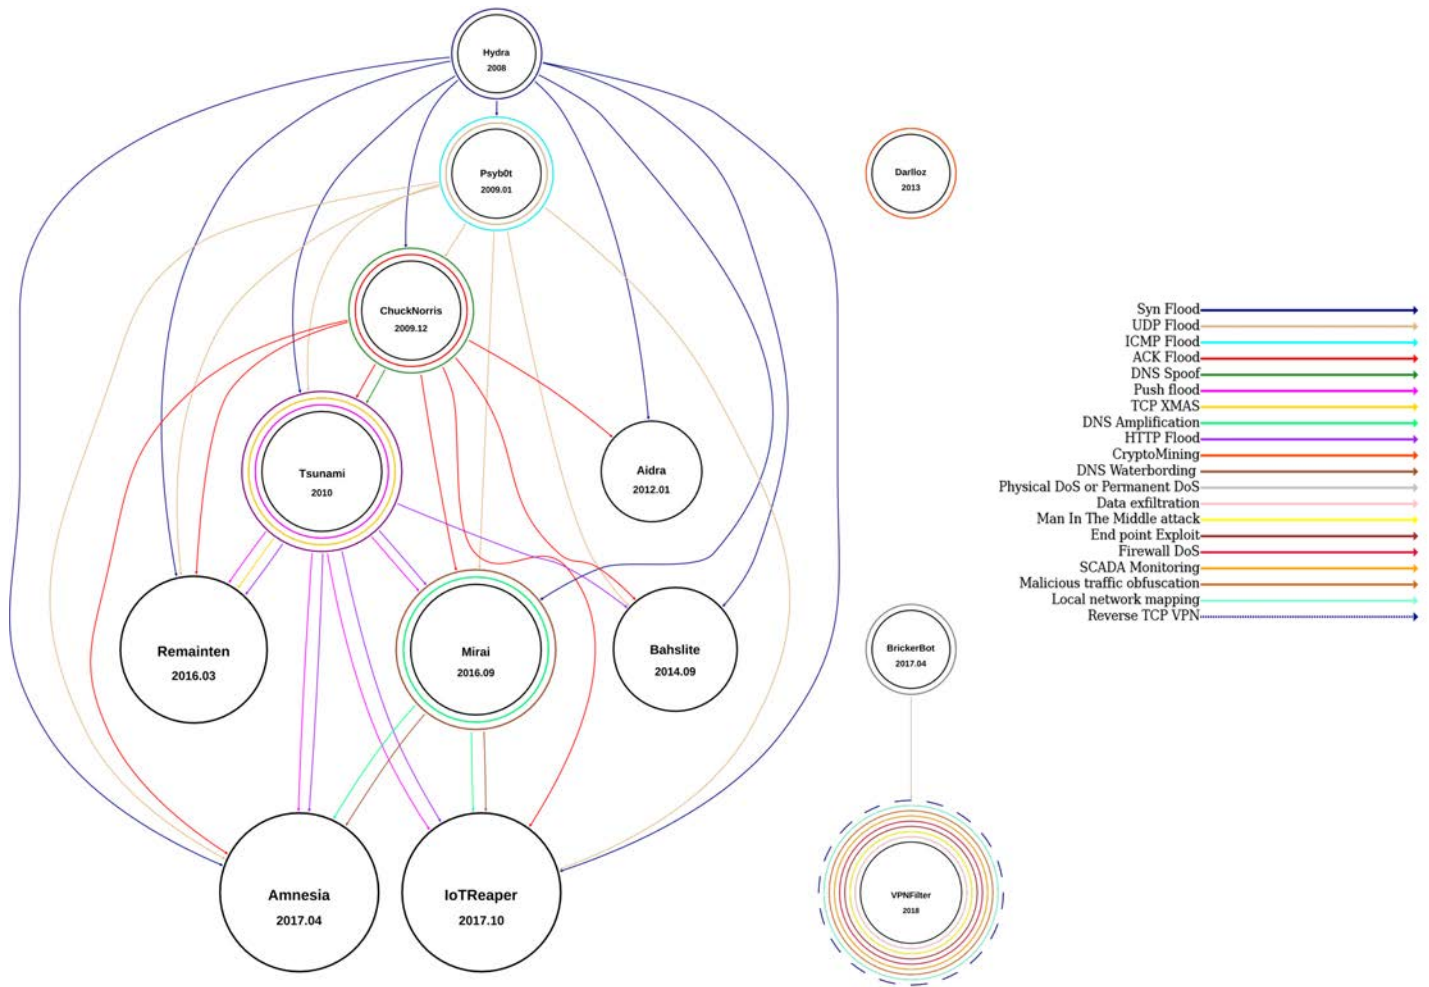 Hydra
2008
Psyb0t
2009.01
Darlloz
2013
ChuckNorris
2009.12
Tsunami
2010
Aidra
2012.01
Remainten
2016.03
Mirai
2016.09
Bahslite
2014.09
BrickerBot
2017.04
Amnesia
2017.04
IoTReaper
2017.10
VPNFilter
2018
Syn Flood
UDP Flood
ICMP Flood
ACK Flood
DNS Spoof
Push flood
TCP XMAS
DNS Amplification
HTTP Flood
CryptoMining
DNS Waterbording
Physical DoS or Permanent DoS
Data exfiltration
Man In The Middle attack
End point Exploit
Firewall DoS
SCADA Monitoring
Malicious traffic obfuscation
Local network mapping
Reverse TCP VPN